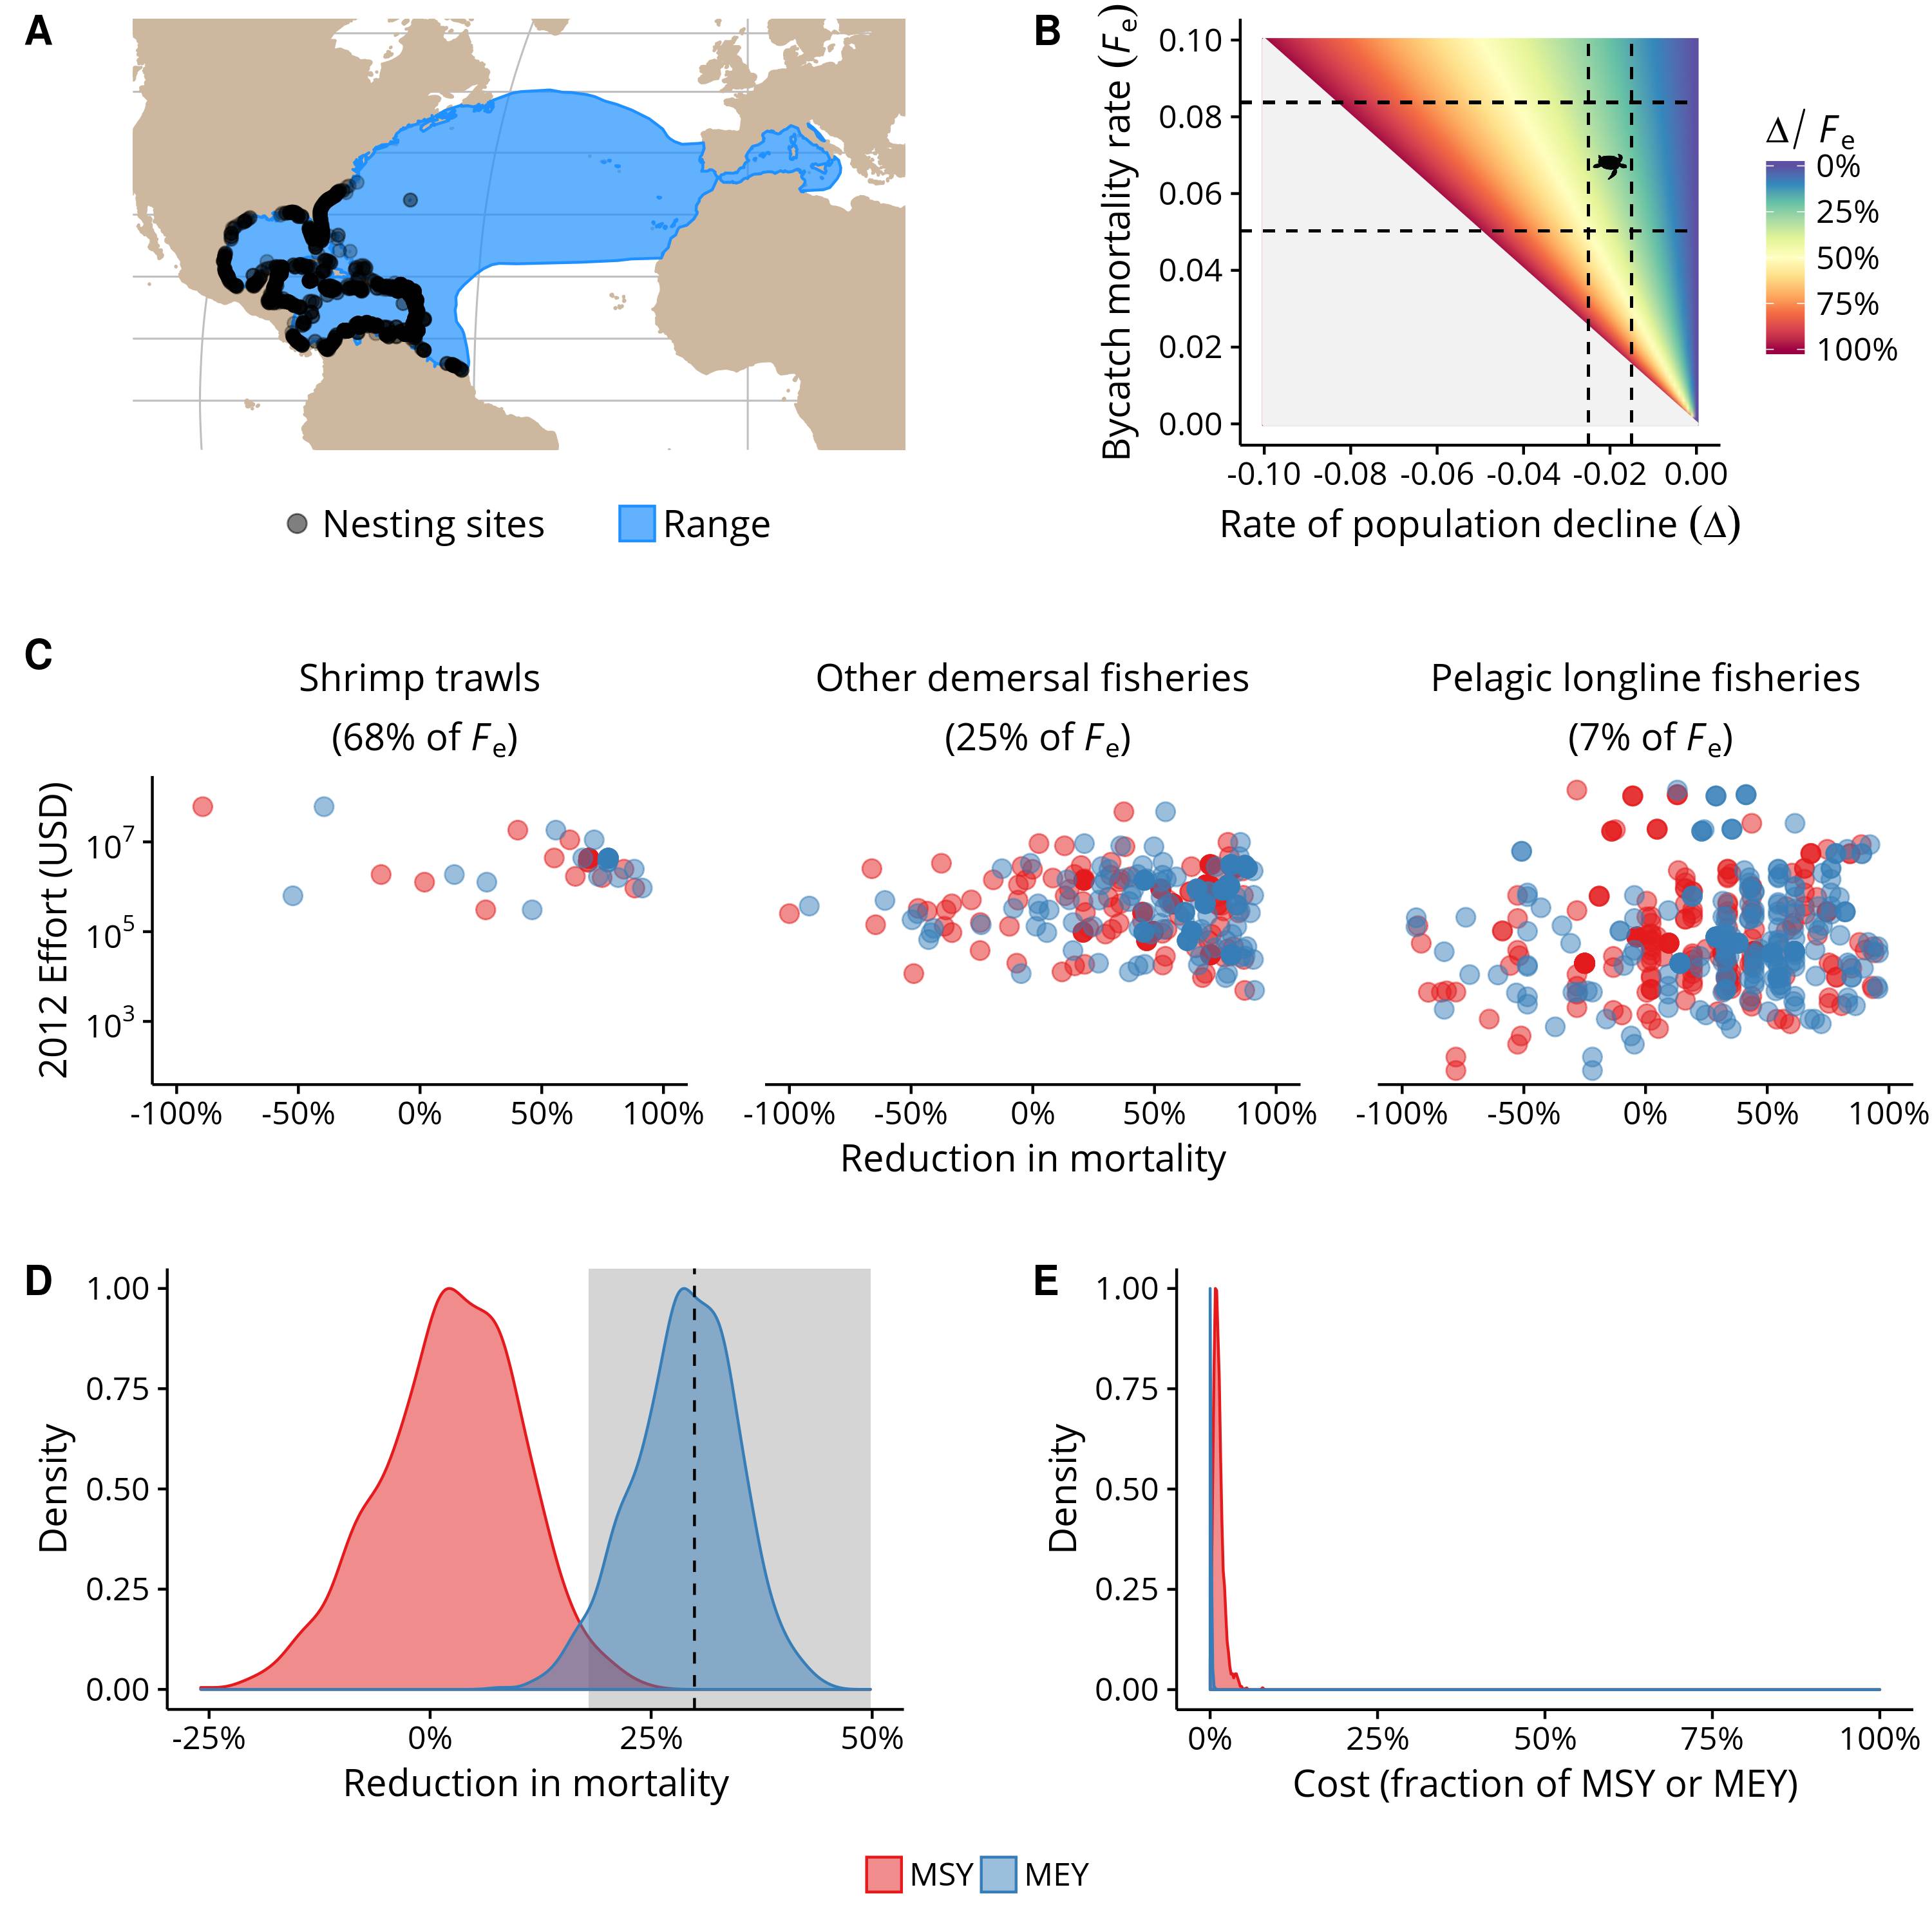 A
Nesting sites
Range
B
Bycatch mortality rate (Fe)
0.10
0.08
0.06
0.04
0.02
0.00
-0.10 -0.08 -0.06 -0.04 -0.02 0.00
Rate of population decline (Δ)
Δ/ Fe
0%
25%
50%
75%
100%
C
Shrimp trawls
(68% of Fe)
Other demersal fisheries
(25% of Fe)
Pelagic longline fisheries
(7% of Fe)
2012 Effort (USD)
10^7
10^5
10^3
-100% -50% 0% 50% 100%
-100% -50% 0% 50% 100%
-100% -50% 0% 50% 100%
Reduction in mortality
D
Density
1.00
0.75
0.50
0.25
0.00
-25% 0% 25% 50%
Reduction in mortality
E
Density
1.00
0.75
0.50
0.25
0.00
0% 25% 50% 75% 100%
Cost (fraction of MSY or MEY)
MSY MEY